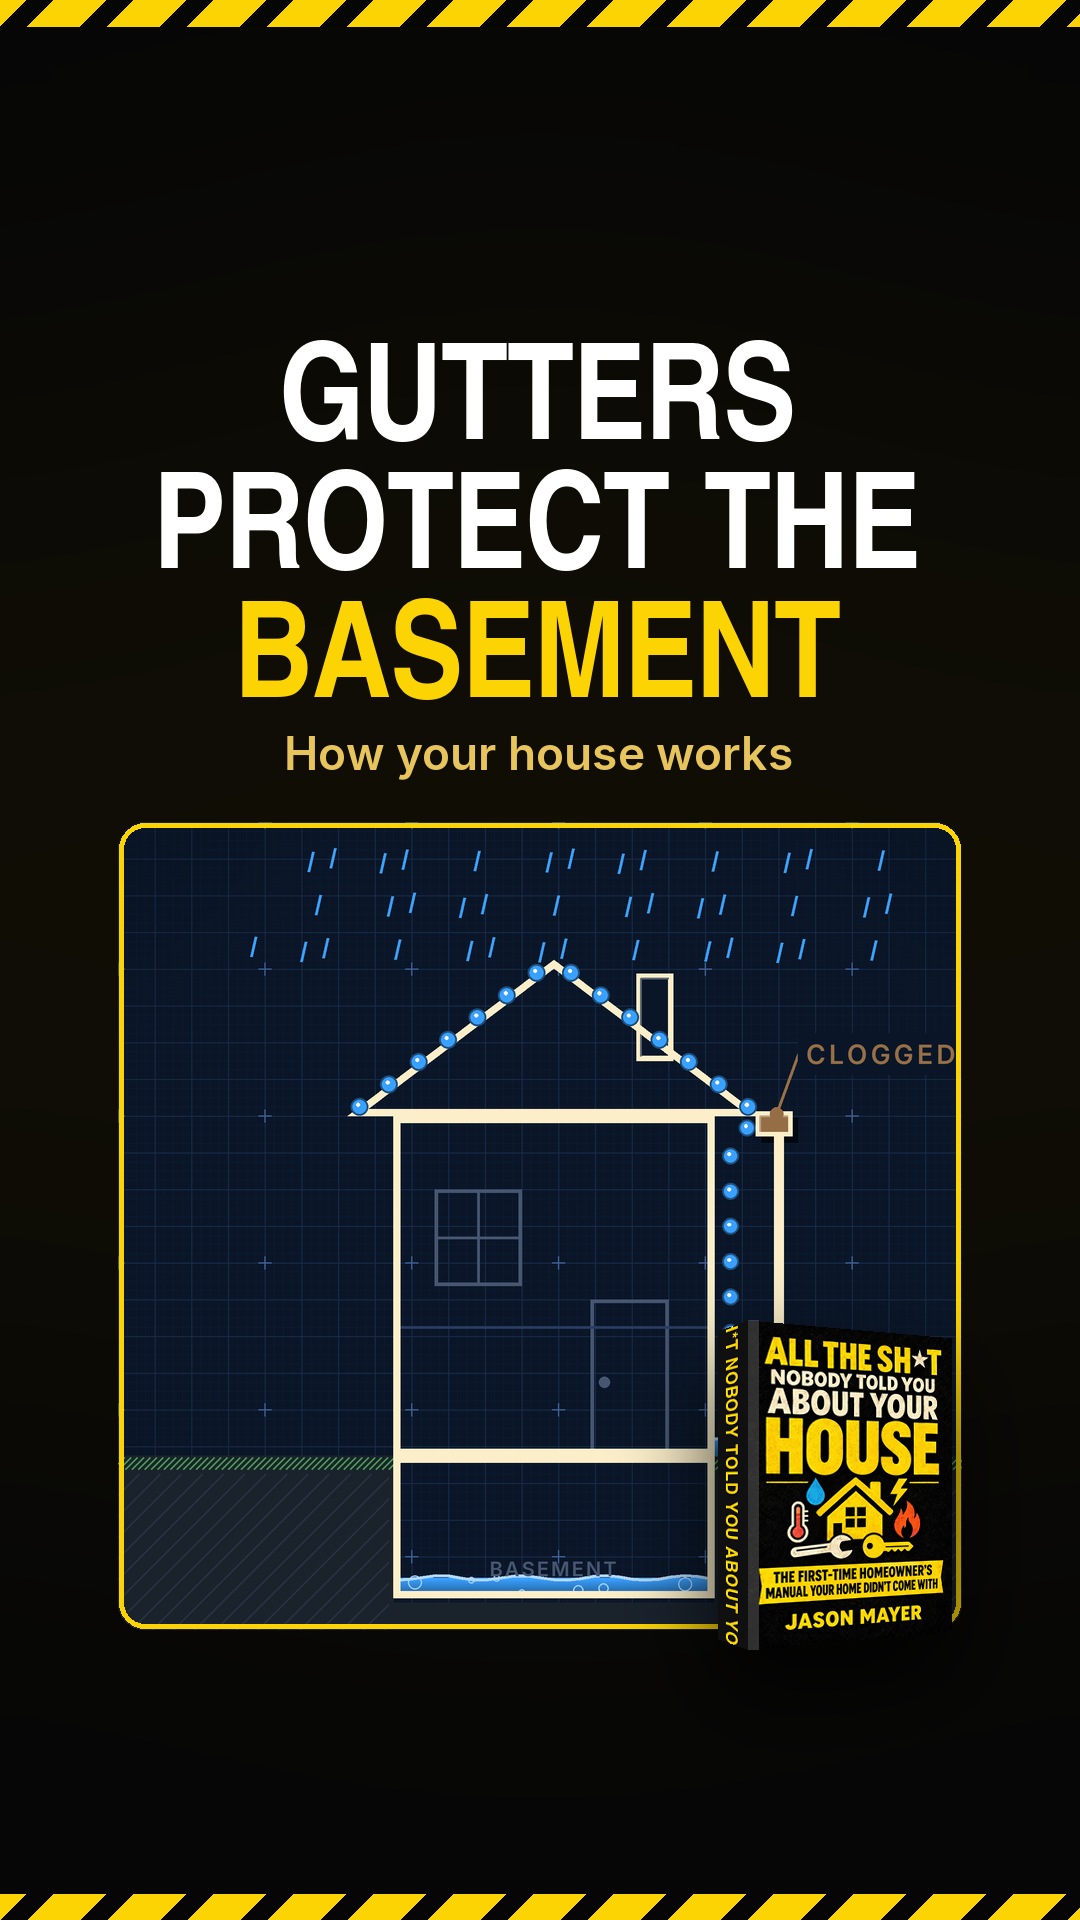 GUTTERS
PROTECT THE
BASEMENT
How your house works
CLOGGED
BASEMENT
NOBODY TOLD YOU ABOUT YO
ALL THE SH★T
NOBODY TOLD YOU
ABOUT YOUR
HOUSE
THE FIRST-TIME HOMEOWNER'S
MANUAL YOUR HOME DIDN'T COME WITH
JASON MAYER